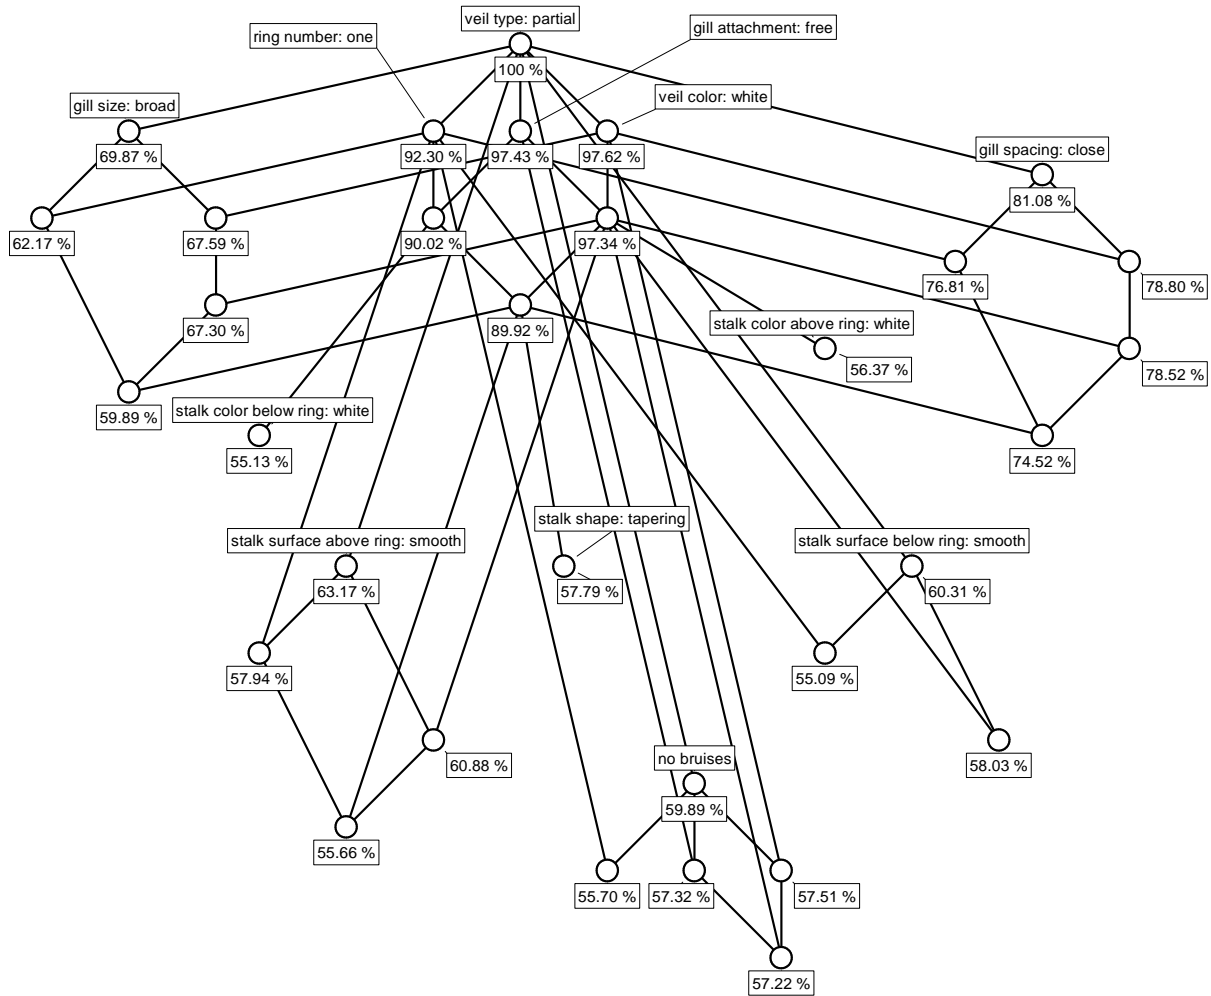 veil type: partial
gill attachment: free
ring number: one
100 %
veil color: white
gill size: broad
gill spacing: close
69.87 %
92.30 %
97.43 %
97.62 %
81.08 %
62.17 %
67.59 %
90.02 %
97.34 %
76.81 %
78.80 %
67.30 %
89.92 %
stalk color above ring: white
56.37 %
78.52 %
59.89 %
stalk color below ring: white
55.13 %
74.52 %
stalk shape: tapering
stalk surface above ring: smooth
stalk surface below ring: smooth
63.17 %
57.79 %
60.31 %
57.94 %
55.09 %
no bruises
60.88 %
58.03 %
59.89 %
55.66 %
55.70 %
57.32 %
57.51 %
57.22 %